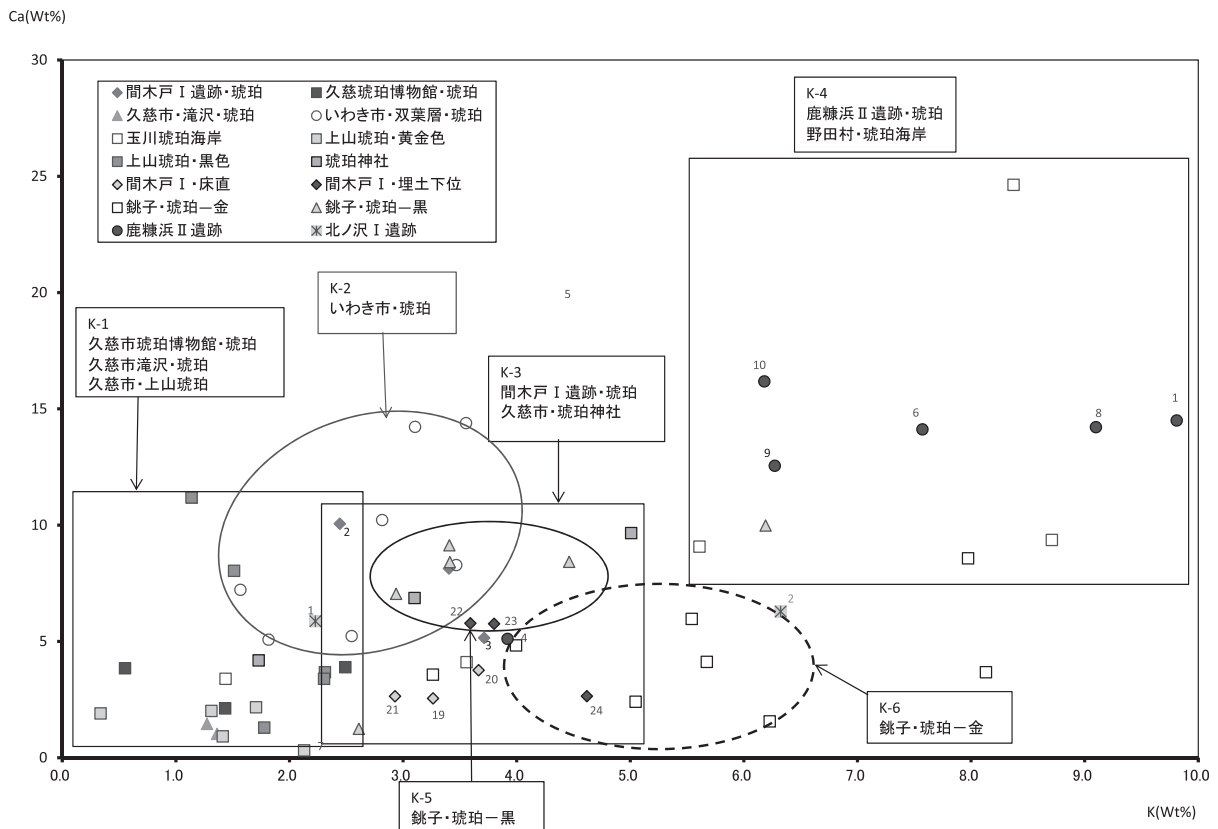 Ca(Wt%)
30
25
20
15
10
5
0
0.0
1.0
2.0
3.0
4.0
5.0
6.0
7.0
8.0
9.0
10.0
K(Wt%)
間木戸Ⅰ遺跡・琥珀
久慈琥珀博物館・琥珀
久慈市・滝沢・琥珀
いわき市・双葉層・琥珀
玉川琥珀海岸
上山琥珀・黄金色
上山琥珀・黒色
琥珀神社
間木戸Ⅰ・床直
間木戸Ⅰ・埋土下位
銚子・琥珀－金
銚子・琥珀－黒
鹿糠浜Ⅱ遺跡
北ノ沢Ⅰ遺跡
K-4
鹿糠浜Ⅱ遺跡・琥珀
野田村・琥珀海岸
K-2
いわき市・琥珀
K-1
久慈市琥珀博物館・琥珀
久慈市滝沢・琥珀
久慈市・上山琥珀
K-3
間木戸Ⅰ遺跡・琥珀
久慈市・琥珀神社
K-6
銚子・琥珀－金
K-5
銚子・琥珀－黒
5
10
6
8
1
9
2
1
2
22
23
3
4
20
21
19
24
7